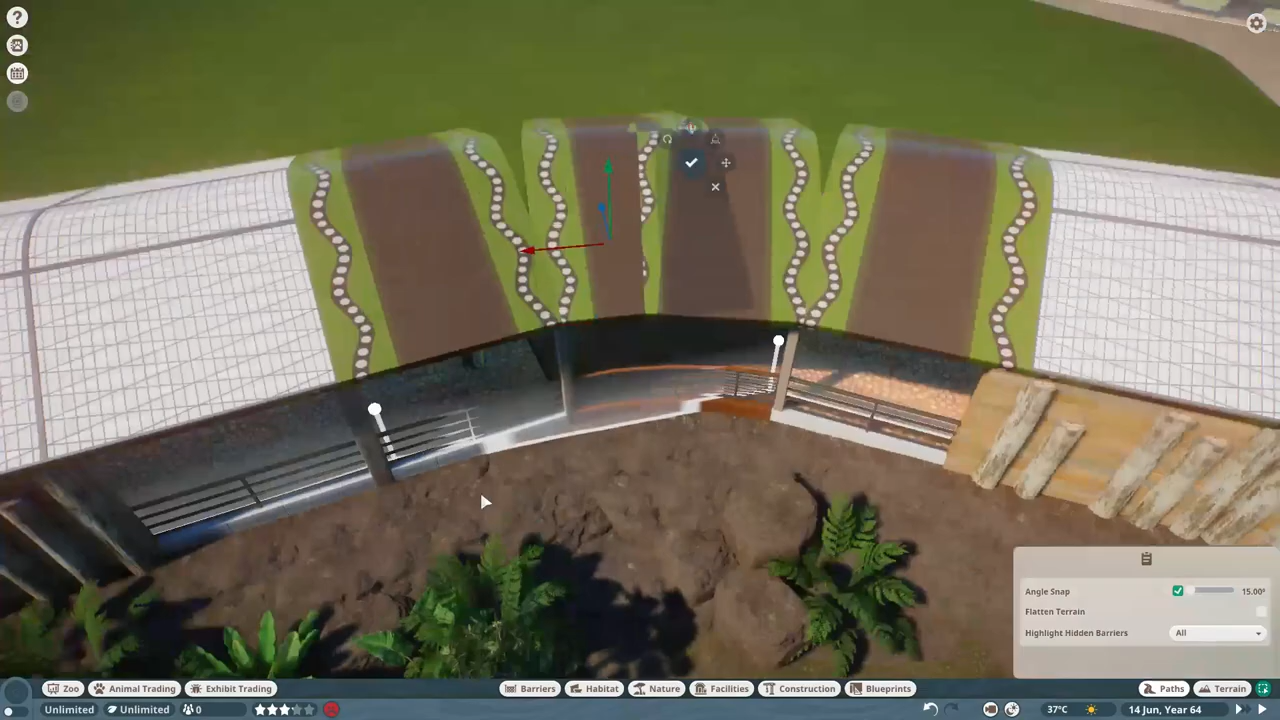 ?
Angle Snap 15.00°
Flatten Terrain
Highlight Hidden Barriers All
Zoo Animal Trading Exhibit Trading Barriers Habitat Nature Facilities Construction Blueprints Paths Terrain
Unlimited Unlimited 0 37°C 14 Jun, Year 64